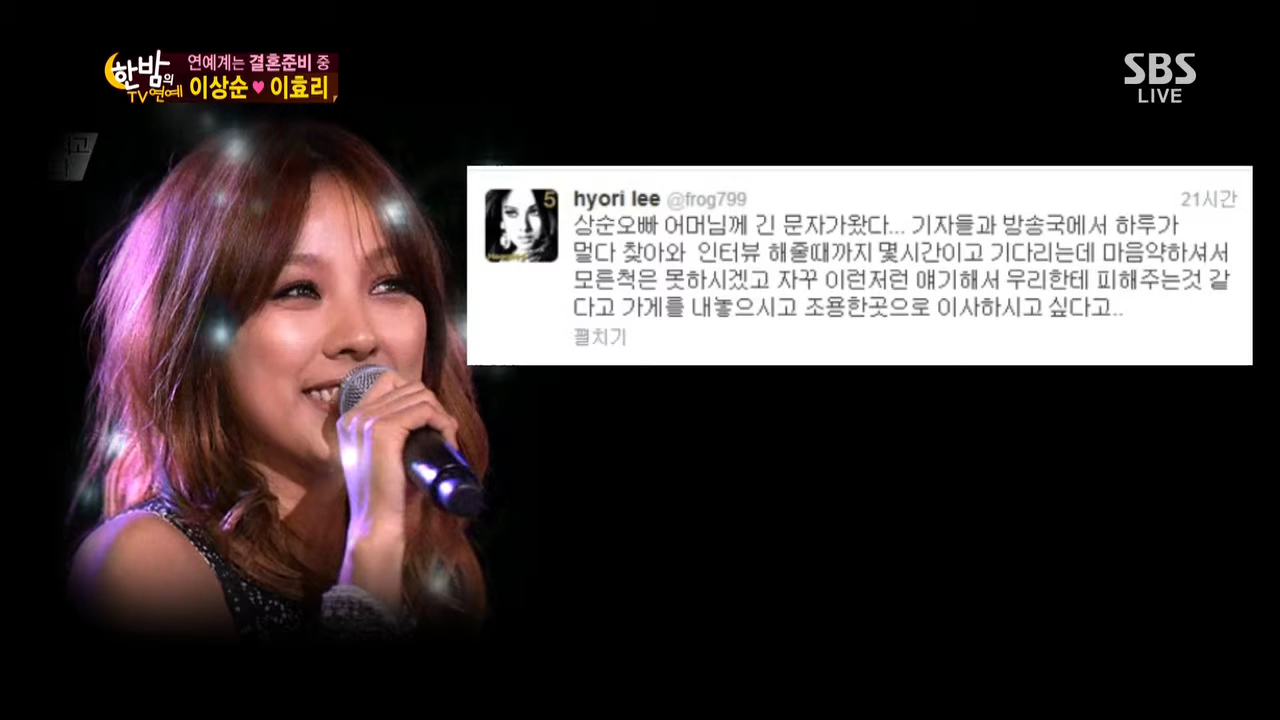 한밤의
TV연예
연예계는 결혼준비 중
이상순♥이효리
SBS
LIVE
hyori lee @frog799 21시간
상순오빠 어머님께 긴 문자가왔다... 기자들과 방송국에서 하루가
멀다 찾아와 인터뷰 해줄때까지 몇시간이고 기다리는데 마음약하셔서
모른척은 못하시겠고 자꾸 이런저런 얘기해서 우리한테 피해주는것 같
다고 가게를 내놓으시고 조용한곳으로 이사하시고 싶다고..
펼치기
5